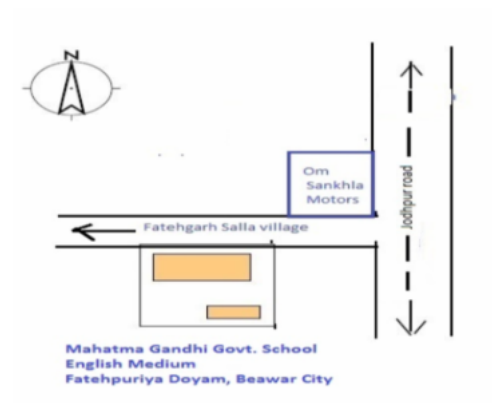 N
Om
Sankhla
Motors
Jodhpur road
Fatehgarh Salla village
Mahatma Gandhi Govt. School
English Medium
Fatehpuriya Doyam, Beawar City